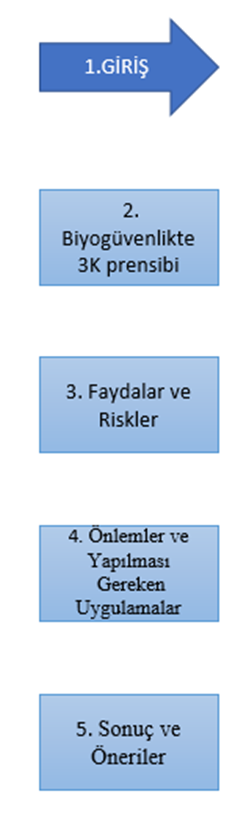 1.GİRİŞ
2.
Biyogüvenlikte
3K prensibi
3. Faydalar ve
Riskler
4. Önlemler ve
Yapılması
Gereken
Uygulamalar
5. Sonuç ve
Öneriler